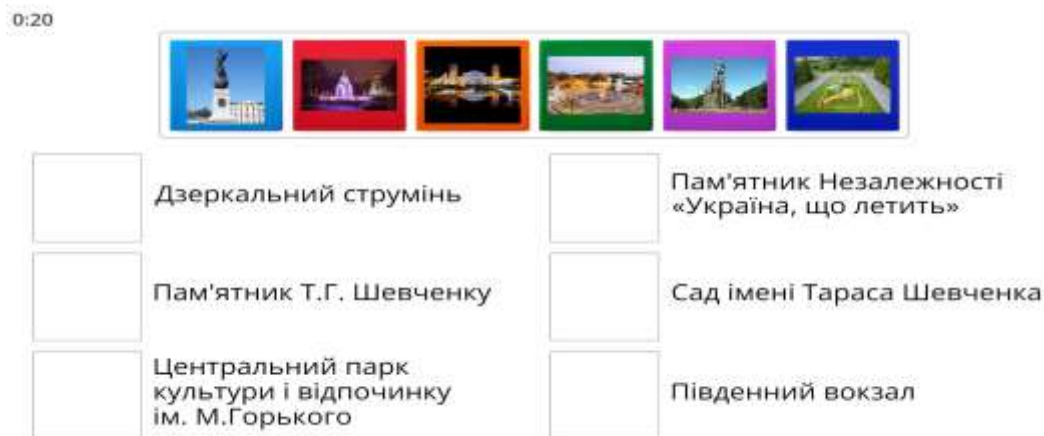 0:20
Дзеркальний струмінь
Пам'ятник Незалежності
«Україна, що летить»
Пам'ятник Т.Г. Шевченку
Сад імені Тараса Шевченка
Центральний парк
культури і відпочинку
ім. М.Горького
Південний вокзал